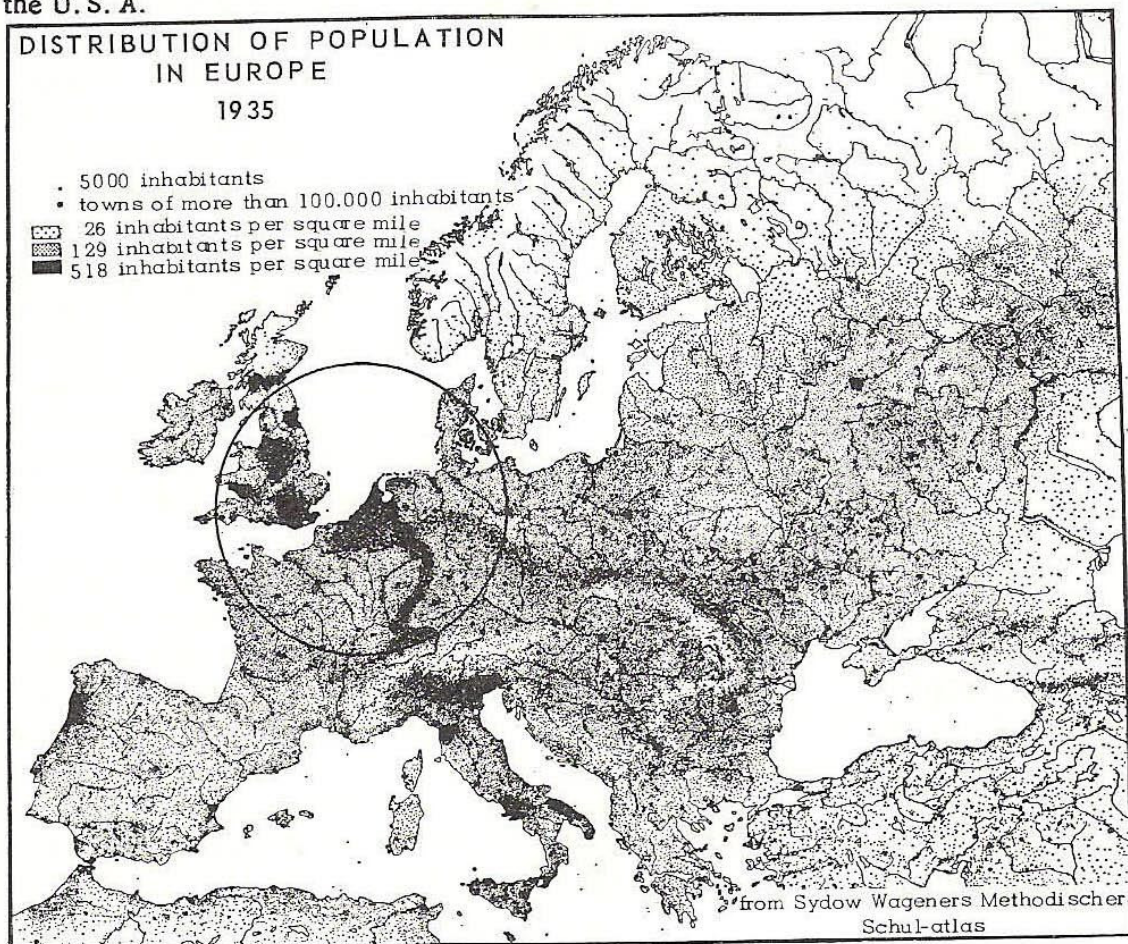 the U. S. A.
DISTRIBUTION OF POPULATION
IN EUROPE
1935
. 5000 inhabitants
• towns of more than 100.000 inhabitants
26 inhabitants per square mile
129 inhabitants per square mile
518 inhabitants per square mile
from Sydow Wageners Methodischer
Schul-atlas